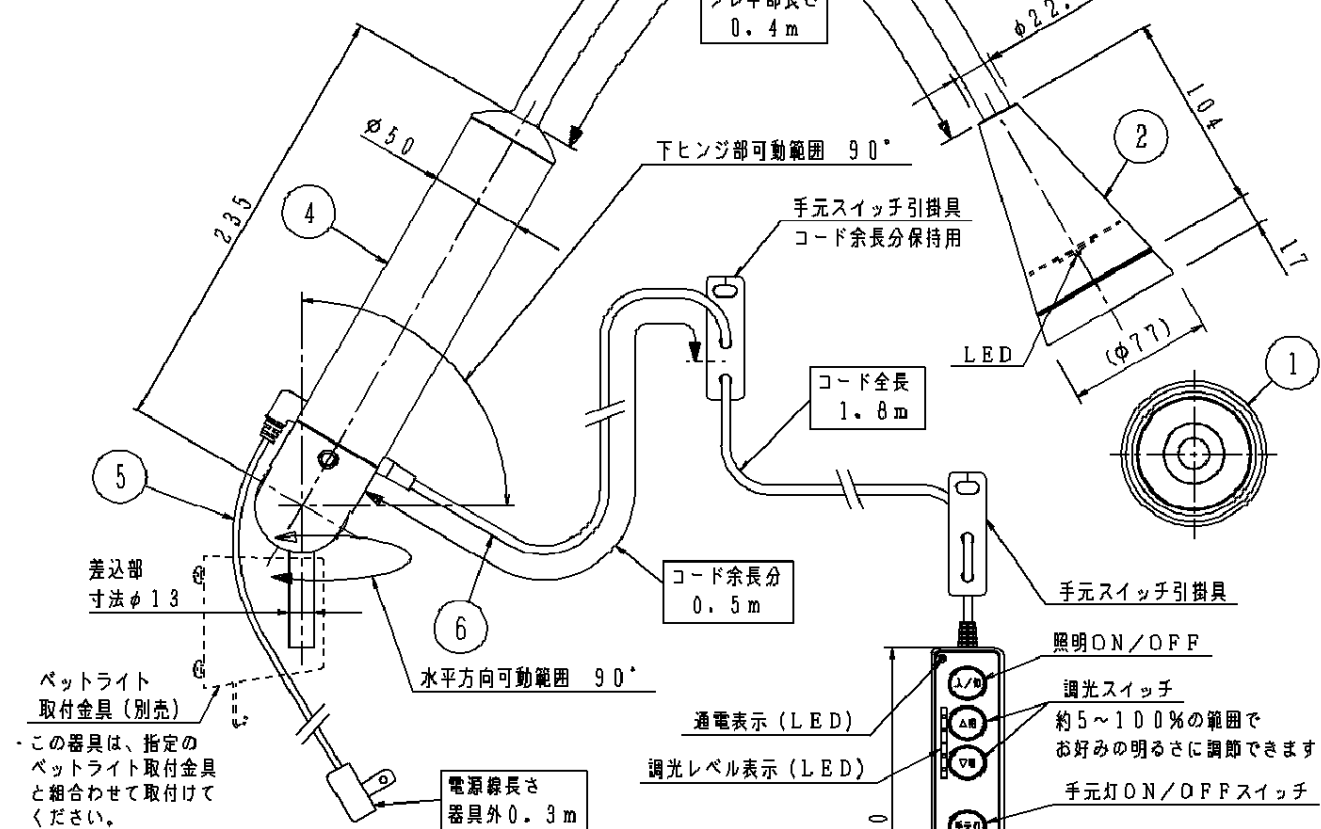 0.4m
φ22.
235
φ50
4
下ヒンジ部可動範囲 90°
104
2
17
手元スイッチ引掛具
コード余長分保持用
LED
(φ77)
1
コード全長
1.8m
5
差込部
寸法φ13
6
コード余長分
0.5m
手元スイッチ引掛具
水平方向可動範囲 90°
ベットライト
取付金具(別売)
・この器具は、指定の
ベットライト取付金具
と組合わせて取付けて
ください。
電源線長さ
器具外0.3m
照明ON/OFF
調光スイッチ
約5~100%の範囲で
お好みの明るさに調節できます
通電表示(LED)
調光レベル表示(LED)
手元灯ON/OFFスイッチ
0